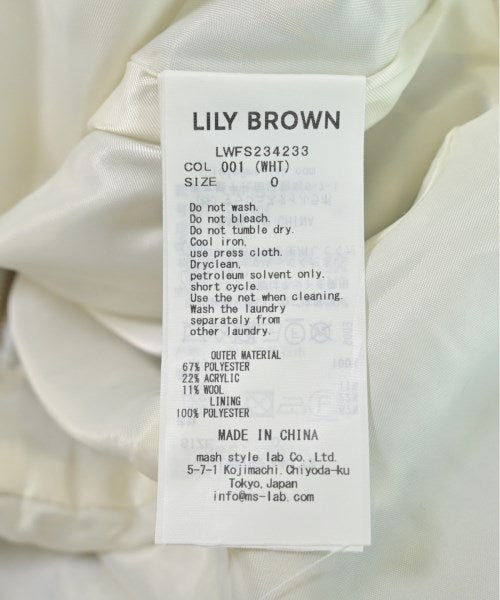 LILY BROWN
LWFS234233
COL 001 (WHT)
SIZE 0
Do not wash.
Do not bleach.
Do not tumble dry.
Cool iron,
use press cloth.
Dryclean,
petroleum solvent only.
short cycle.
Use the net when cleaning.
Wash the laundry
separately from
other laundry.
OUTER MATERIAL
67% POLYESTER
22% ACRYLIC
11% WOOL
LINING
100% POLYESTER
MADE IN CHINA
mash style lab Co., Ltd.
5-7-1 Kojimachi, Chiyoda-ku
Tokyo, Japan
info@ms-lab.com